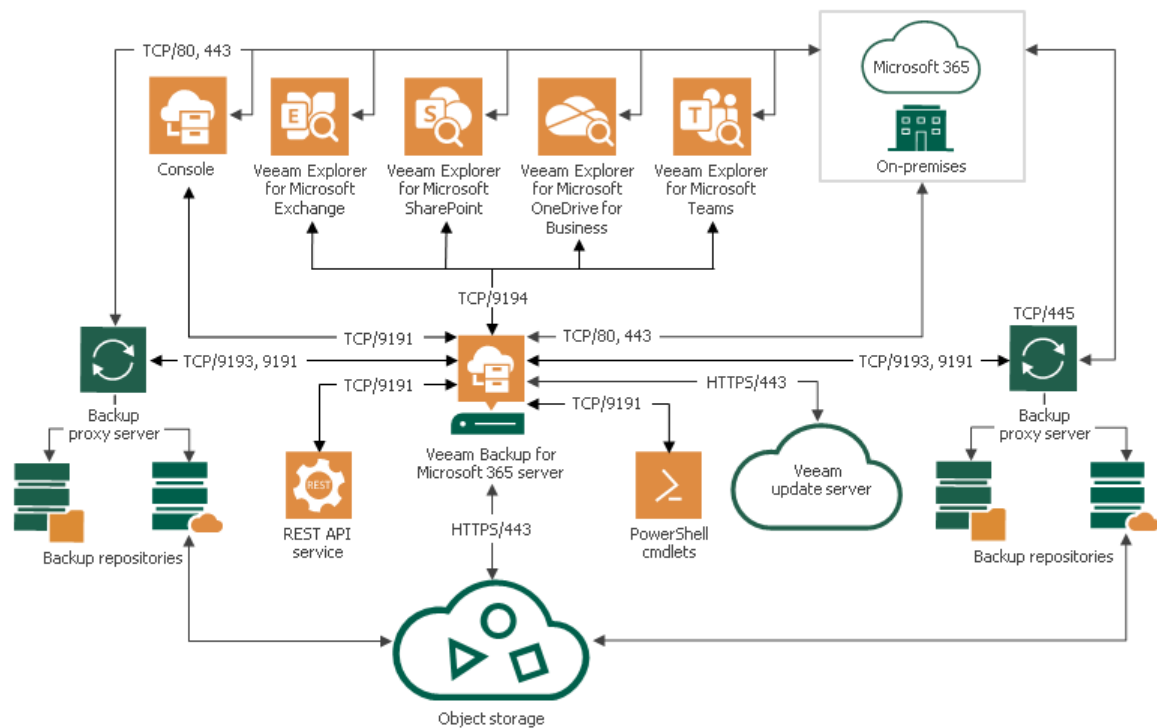 TCP/80, 443
Microsoft 365
On-premises
Console
Veeam Explorer
for Microsoft
Exchange
Veeam Explorer
for Microsoft
SharePoint
Veeam Explorer
for Microsoft
OneDrive for
Business
Veeam Explorer
for Microsoft
Teams
TCP/9194
TCP/9191
TCP/80, 443
TCP/445
TCP/9193, 9191
TCP/9193, 9191
TCP/9191
HTTPS/443
TCP/9191
Backup
proxy server
Backup
proxy server
Veeam Backup for
Microsoft 365 server
Veeam
update server
REST
REST API
service
HTTPS/443
PowerShell
cmdlets
Backup repositories
Backup repositories
Object storage
E
S
T